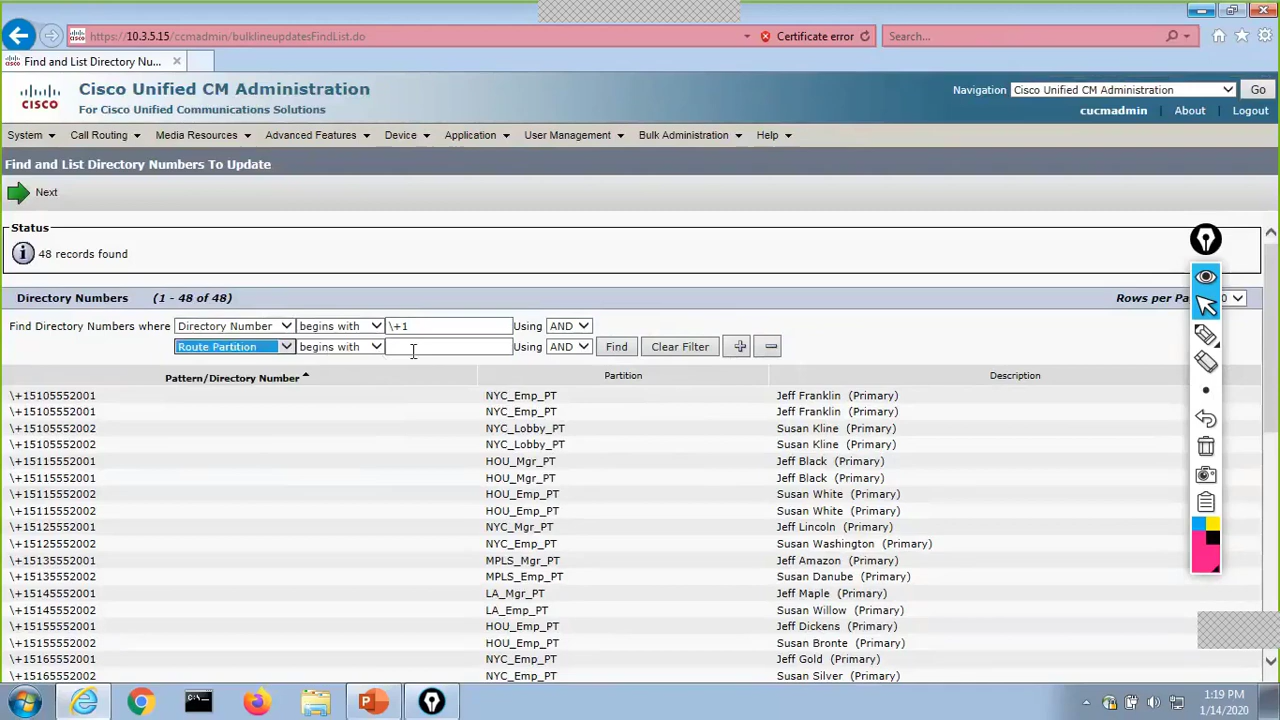 https://10.3.5.15/ccmadmin/bulklineupdatesFindList.do
Certificate error
Search...
Find and List Directory Nu...
CISCO
Cisco Unified CM Administration
For Cisco Unified Communications Solutions
Navigation Cisco Unified CM Administration Go
cucmadmin About Logout
System Call Routing Media Resources Advanced Features Device Application User Management Bulk Administration Help
Find and List Directory Numbers To Update
Next
Status
48 records found
Directory Numbers (1 - 48 of 48) Rows per Pa 0
Find Directory Numbers where Directory Number begins with \+1 Using AND
Route Partition begins with Using AND Find Clear Filter
Pattern/Directory Number Partition Description
\+15105552001 NYC_Emp_PT Jeff Franklin (Primary)
\+15105552001 NYC_Emp_PT Jeff Franklin (Primary)
\+15105552002 NYC_Lobby_PT Susan Kline (Primary)
\+15105552002 NYC_Lobby_PT Susan Kline (Primary)
\+15115552001 HOU_Mgr_PT Jeff Black (Primary)
\+15115552001 HOU_Mgr_PT Jeff Black (Primary)
\+15115552002 HOU_Emp_PT Susan White (Primary)
\+15115552002 HOU_Emp_PT Susan White (Primary)
\+15125552001 NYC_Mgr_PT Jeff Lincoln (Primary)
\+15125552002 NYC_Emp_PT Susan Washington (Primary)
\+15135552001 MPLS_Mgr_PT Jeff Amazon (Primary)
\+15135552002 MPLS_Emp_PT Susan Danube (Primary)
\+15145552001 LA_Mgr_PT Jeff Maple (Primary)
\+15145552002 LA_Emp_PT Susan Willow (Primary)
\+15155552001 HOU_Emp_PT Jeff Dickens (Primary)
\+15155552002 HOU_Emp_PT Susan Bronte (Primary)
\+15165552001 NYC_Emp_PT Jeff Gold (Primary)
\+15165552002 NYC_Emp_PT Susan Silver (Primary)
1:19 PM
1/14/2020